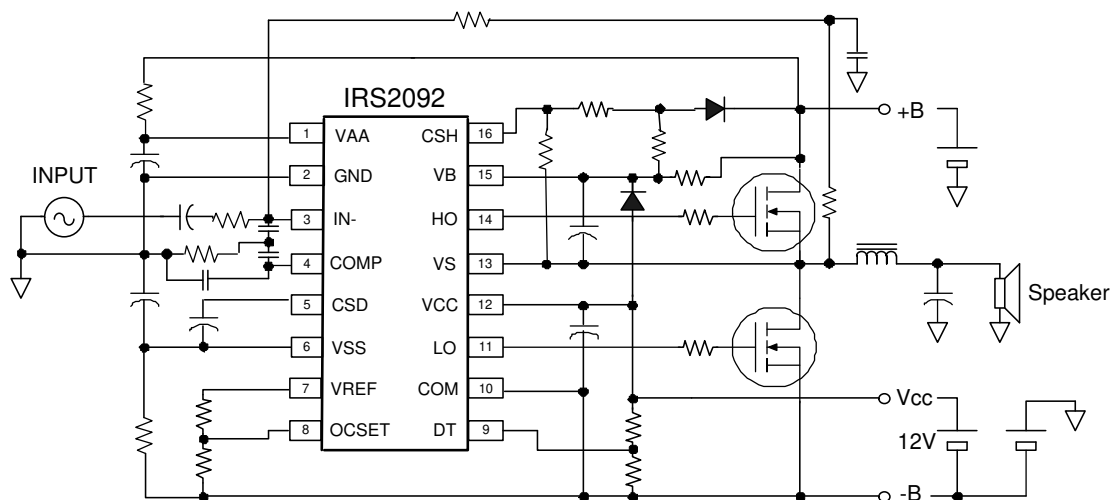 IRS2092
INPUT
1 VAA CSH 16
2 GND VB 15
3 IN- HO 14
4 COMP VS 13
5 CSD VCC 12
6 VSS LO 11
7 VREF COM 10
8 OCSET DT 9
+B
Speaker
Vcc
12V
-B